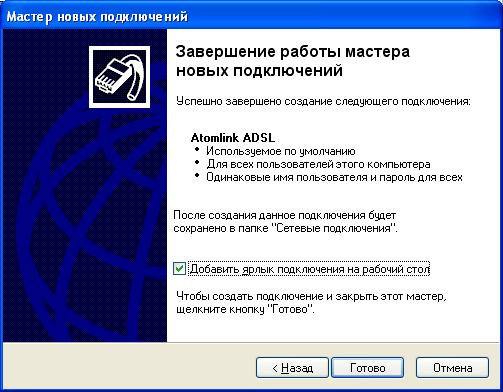 Мастер новых подключений
Завершение работы мастера
новых подключений
Успешно завершено создание следующего подключения:
Atomlink ADSL
• Используемое по умолчанию
• Для всех пользователей этого компьютера
• Одинаковые имя пользователя и пароль для всех
После создания данное подключения будет
сохранено в папке "Сетевые подключения".
Добавить ярлык подключения на рабочий стол
Чтобы создать подключение и закрыть этот мастер,
щелкните кнопку "Готово".
< Назад Готово Отмена